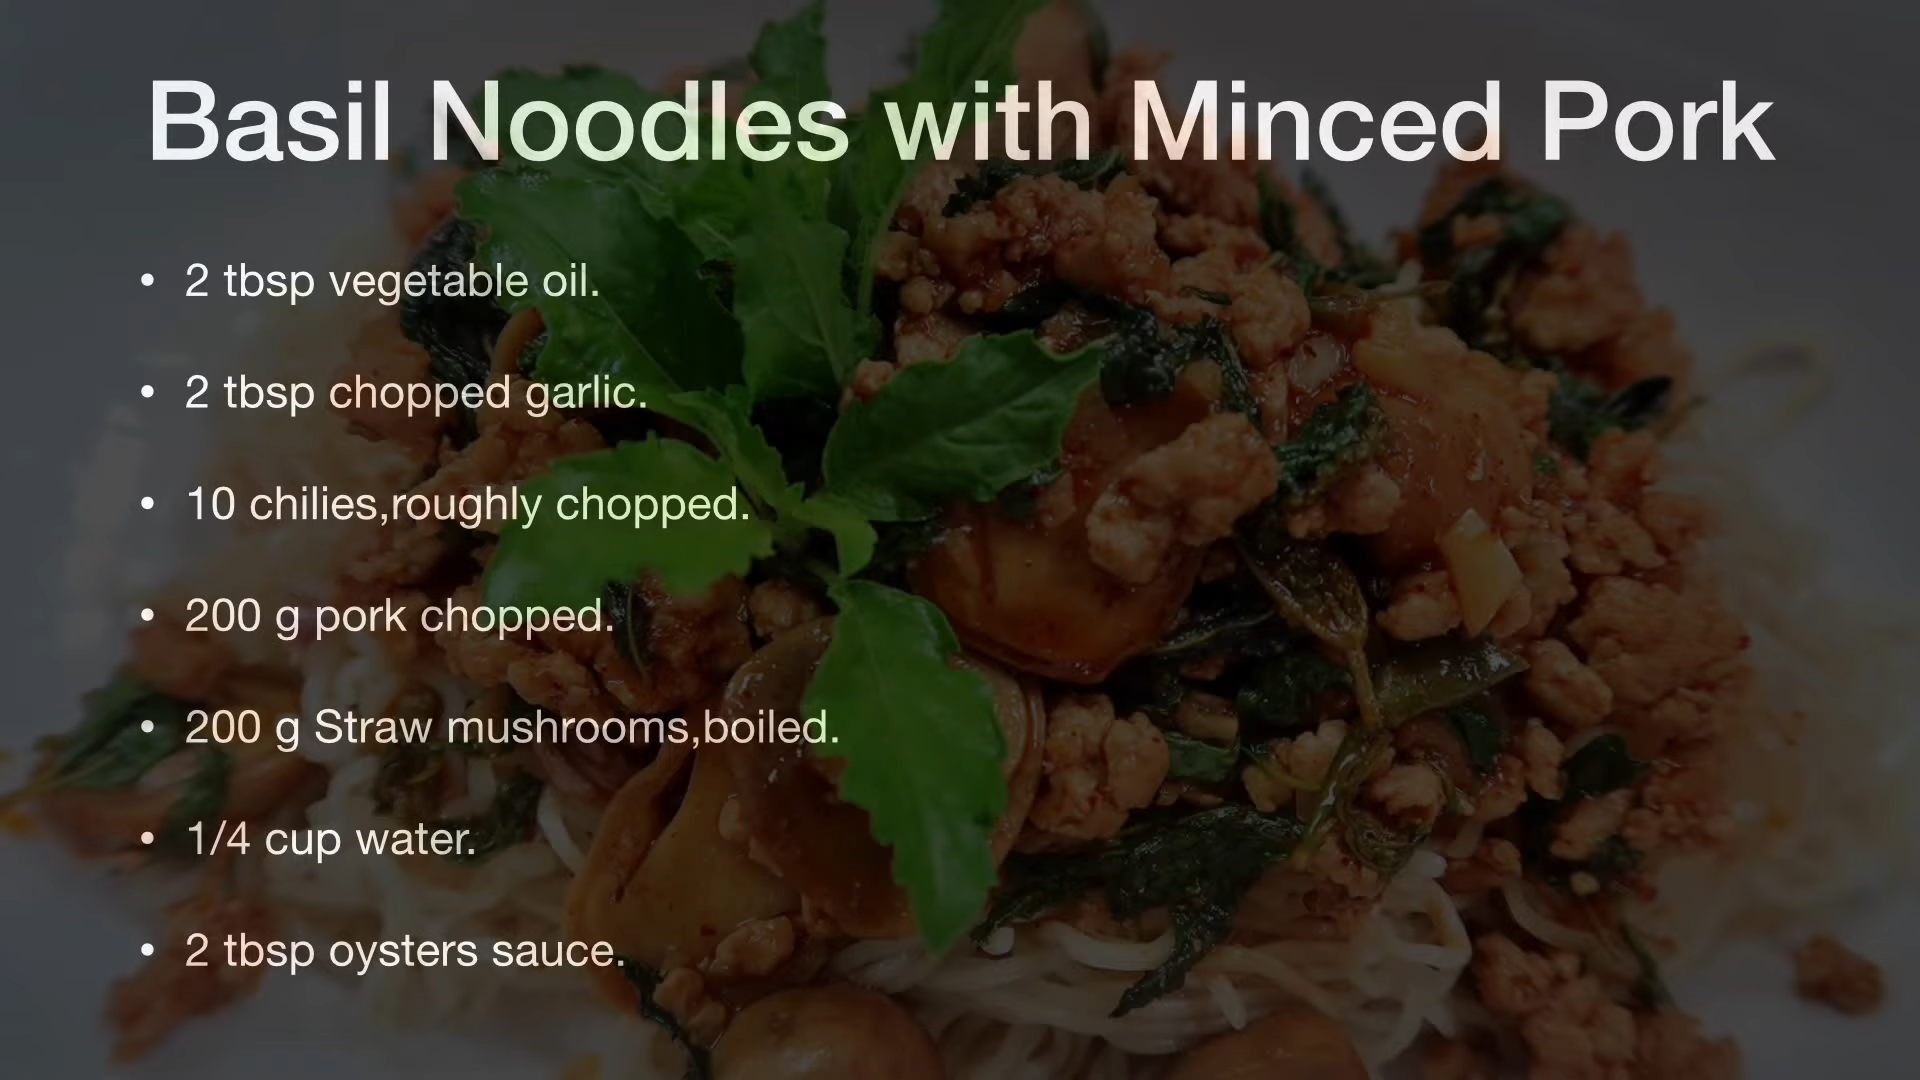 Basil Noodles with Minced Pork
• 2 tbsp vegetable oil.
• 2 tbsp chopped garlic.
• 10 chilies,roughly chopped.
• 200 g pork chopped.
• 200 g Straw mushrooms,boiled.
• 1/4 cup water.
• 2 tbsp oysters sauce.